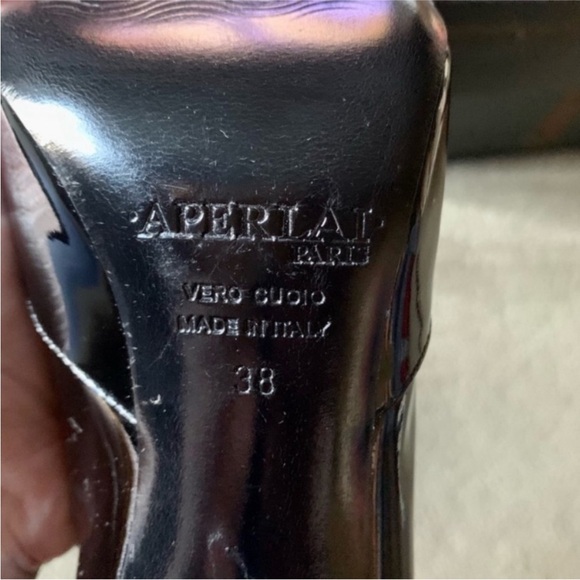 ·APERLAI·
PARIS
VERO CUOIO
MADE IN ITALY
38